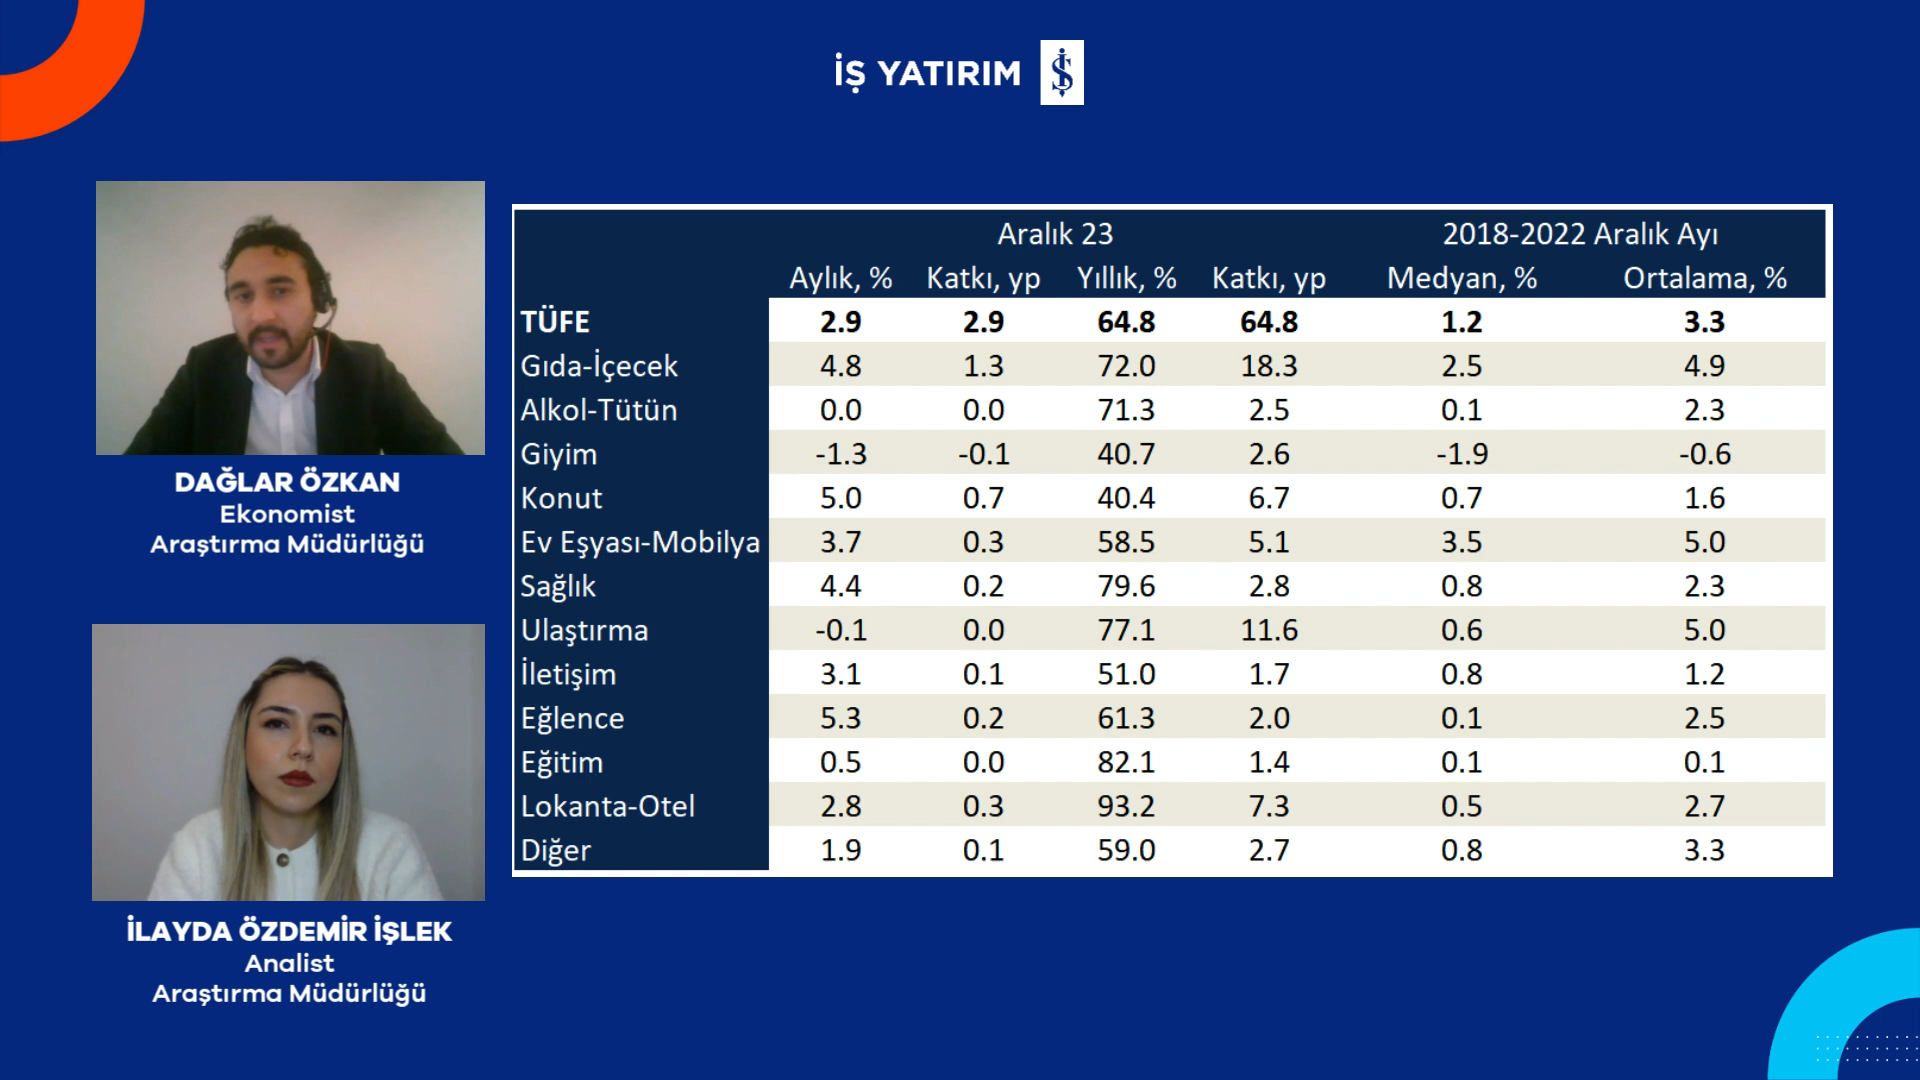 İŞ YATIRIM
DAĞLAR ÖZKAN
Ekonomist
Araştırma Müdürlüğü
İLAYDA ÖZDEMİR İŞLEK
Analist
Araştırma Müdürlüğü
Aralık 23 2018-2022 Aralık Ayı
Aylık, % Katkı, yp Yıllık, % Katkı, yp Medyan, % Ortalama, %
TÜFE 2.9 2.9 64.8 64.8 1.2 3.3
Gıda-İçecek 4.8 1.3 72.0 18.3 2.5 4.9
Alkol-Tütün 0.0 0.0 71.3 2.5 0.1 2.3
Giyim -1.3 -0.1 40.7 2.6 -1.9 -0.6
Konut 5.0 0.7 40.4 6.7 0.7 1.6
Ev Eşyası-Mobilya 3.7 0.3 58.5 5.1 3.5 5.0
Sağlık 4.4 0.2 79.6 2.8 0.8 2.3
Ulaştırma -0.1 0.0 77.1 11.6 0.6 5.0
İletişim 3.1 0.1 51.0 1.7 0.8 1.2
Eğlence 5.3 0.2 61.3 2.0 0.1 2.5
Eğitim 0.5 0.0 82.1 1.4 0.1 0.1
Lokanta-Otel 2.8 0.3 93.2 7.3 0.5 2.7
Diğer 1.9 0.1 59.0 2.7 0.8 3.3